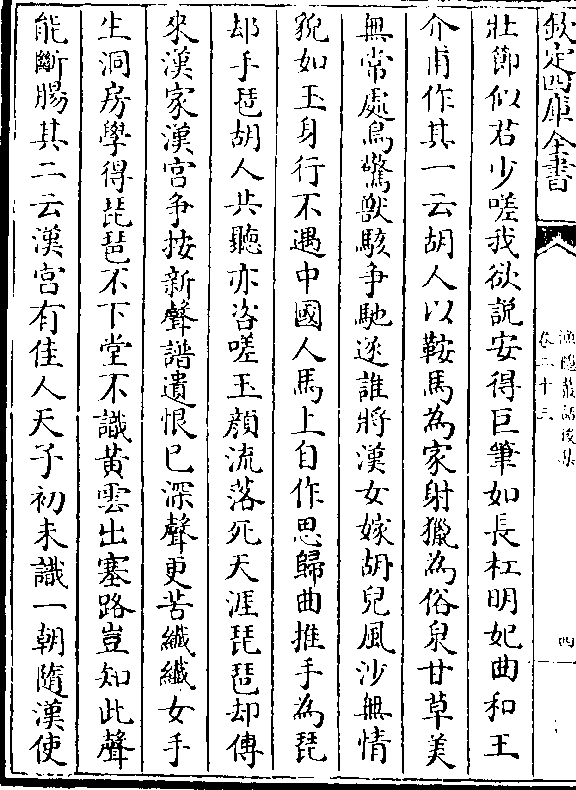 欽定四庫全書
漁隱叢話後集
卷二十三
四
壯節似君少嗟我欲說安得巨筆如長杠明妃曲和王
介甫作其一云胡人以鞍馬為家射獵為俗泉甘草美
無常處鳥驚獸駭爭馳逐誰將漢女嫁胡兒風沙無情
貌如玉身行不遇中國人馬上自作思歸曲推手為琵
却手琶胡人共聽亦咨嗟玉顏流落死天涯琵琶却傳
來漢家漢宮爭按新聲譜遺恨已深聲更苦纖纖女手
生洞房學得琵琶不下堂不識黃雲出塞路豈知此聲
能斷腸其二云漢宮有佳人天子初未識一朝隨漢使